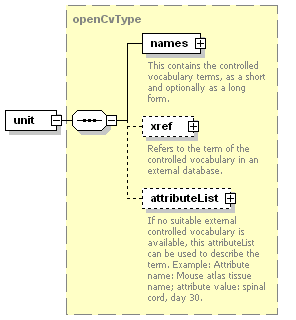 openCvType
names
This contains the controlled
vocabulary terms, as a short
and optionally as a long
form.
unit
xref
Refers to the term of the
controlled vocabulary in an
external database.
attributeList
If no suitable external
controlled vocabulary is
available, this attributeList
can be used to describe the
term. Example: Attribute
name: Mouse atlas tissue
name; attribute value: spinal
cord, day 30.